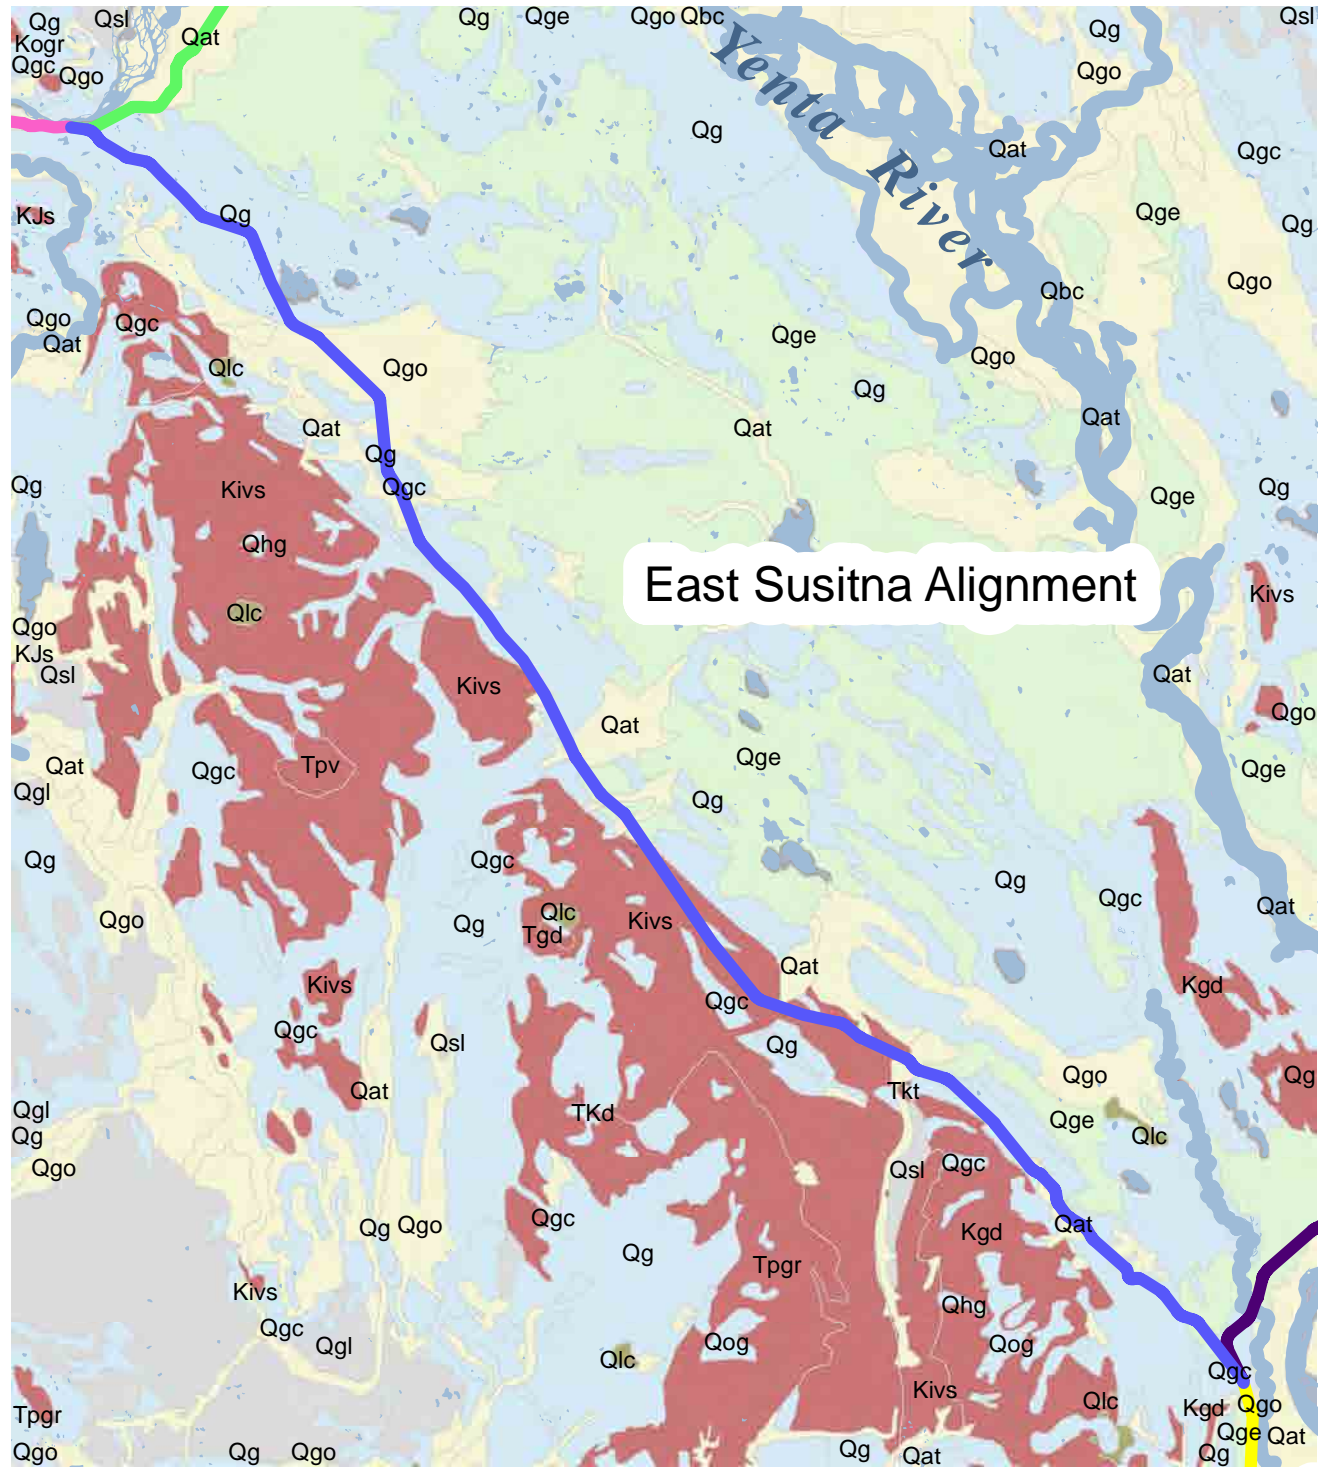 Qg Qsl Qg Qge Qgo Qbc Qg Qsl
Kogr Qat
Qgc Qgo Qgo
Yenta River
Qg Qat Qgc
KJs Qg Qge Qg
Qgo Qbc
Qgo Qgc Qge Qgo
Qat
Qlc Qgo Qg
Qat Qat Qat
Qg
Qg Kivs Qgc Qge Qg
Qhg
East Susitna Alignment
Kivs
Qlc
Qgo
KJs
Qsl Kivs Qat
Qat Qgo
Qat Qgc Tpv Qge Qge
Qgl Qg
Qg Qgc Qg Qgc
Qgo Qg Qlc Kivs Qat
Tgd
Kivs Qat Kgd
Qgc Qgc
Qsl Qg
Qat Tkt Qgo Qg
Qgl TKd Qge
Qg Qlc
Qgo Qsl Qgc
Qg Qgo Qgc Kgd Qat
Qg Tpgr
Kivs Qhg
Qgc Qgl Qog Qog
Qlc Qgc
Kivs Qlc
Tpgr Kgd Qgo
Qge Qat
Qgo Qg Qgo Qg Qat Qg